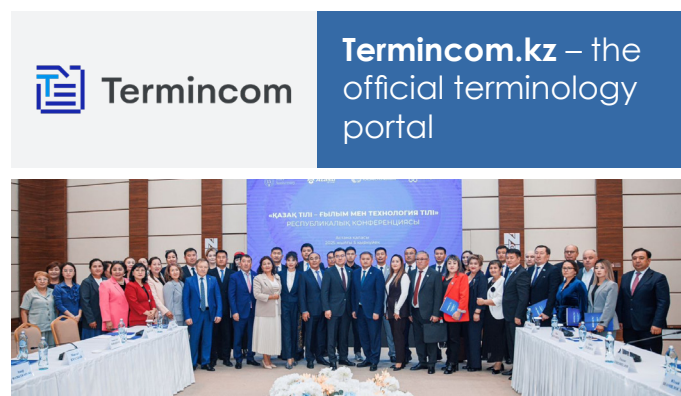 Termincom
Termincom.kz – the
official terminology
portal
«ҚАЗАҚ ТІЛІ – ҒЫЛЫМ МЕН ТЕХНОЛОГИЯ ТІЛІ»
РЕСПУБЛИКАЛЫҚ КОНФЕРЕНЦИЯСЫ